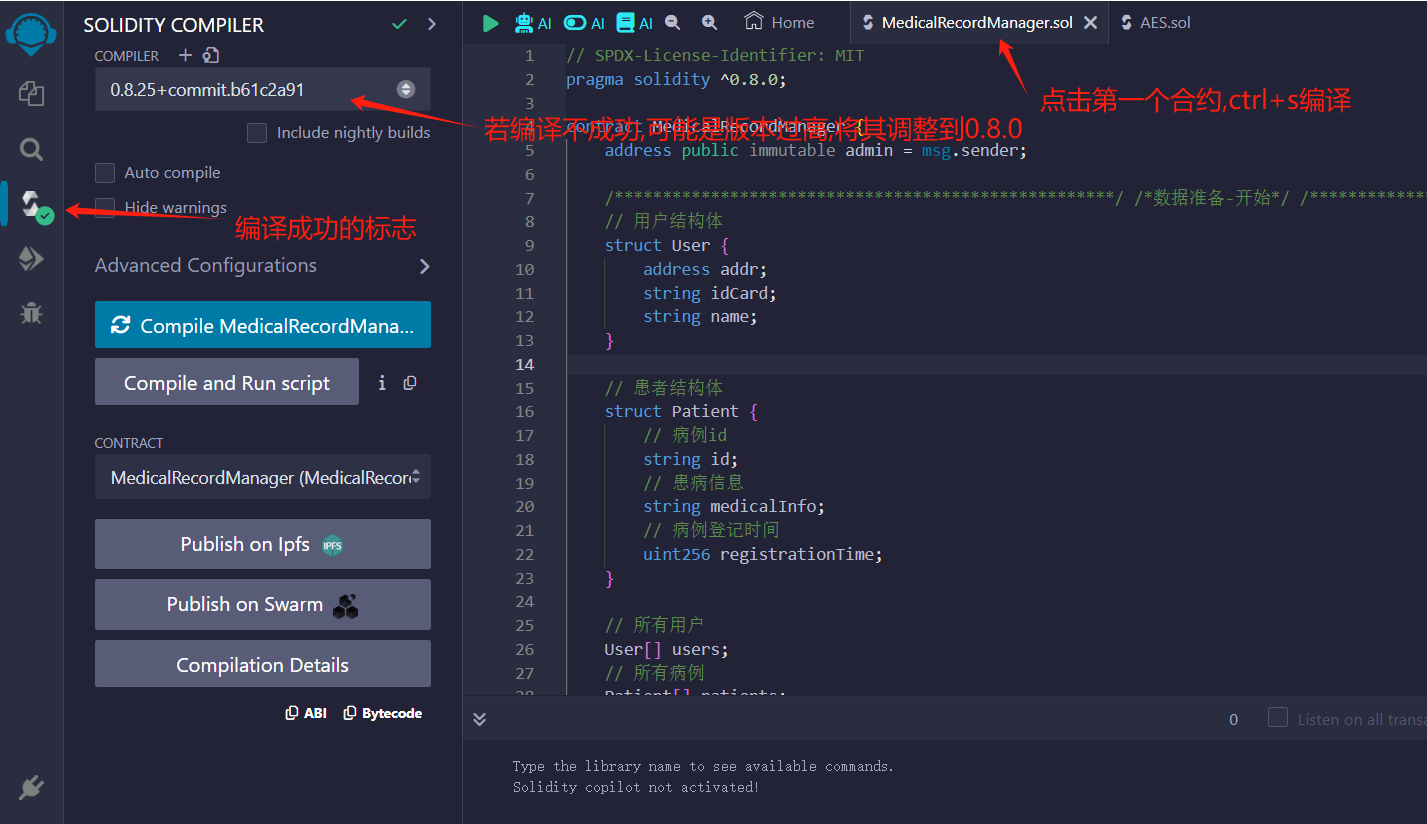 SOLIDITY COMPILER
COMPILER
0.8.25+commit.b61c2a91
Include nightly builds
Auto compile
Hide warnings
编译成功的标志
Advanced Configurations
Compile MedicalRecordMana...
Compile and Run script
CONTRACT
MedicalRecordManager (MedicalRecor
Publish on Ipfs IPFS
Publish on Swarm
Compilation Details
ABI Bytecode
AI AI AI Home MedicalRecordManager.sol AES.sol
点击第一个合约,ctrl+s编译
若编译不成功,可能是版本过高,将其调整到0.8.0
1 // SPDX-License-Identifier: MIT
2 pragma solidity ^0.8.0;
3
4 contract MedicalRecordManager {
5 address public immutable admin = msg.sender;
6
7 /****************************************************/ /*数据准备-开始*/ /*************
8 // 用户结构体
9 struct User {
10 address addr;
11 string idCard;
12 string name;
13 }
14
15 // 患者结构体
16 struct Patient {
17 // 病例id
18 string id;
19 // 患病信息
20 string medicalInfo;
21 // 病例登记时间
22 uint256 registrationTime;
23 }
24
25 // 所有用户
26 User[] users;
27 // 所有病例
28 Patient[] patients;
0 Listen on all transa
Type the library name to see available commands.
Solidity copilot not activated!